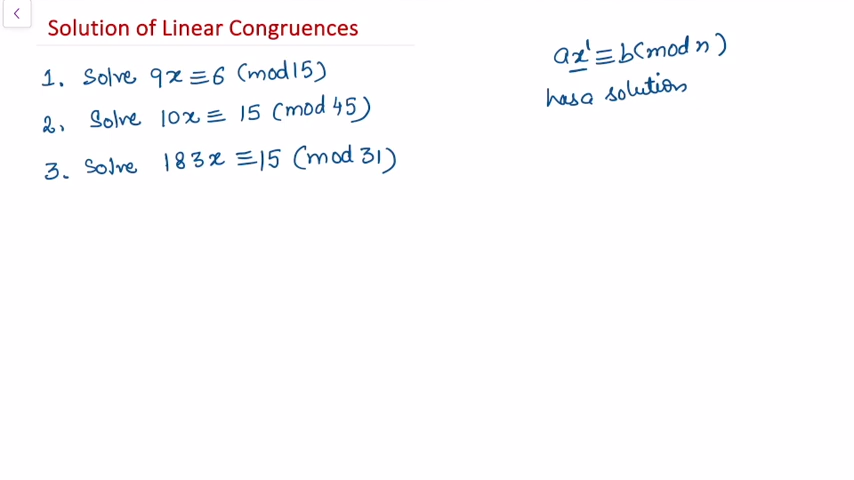 Solution of Linear Congruences
1. Solve 9x ≡ 6 (mod 15)
2. Solve 10x ≡ 15 (mod 45)
3. Solve 183x ≡ 15 (mod 31)
ax¹ ≡ b(mod n)
has a solution